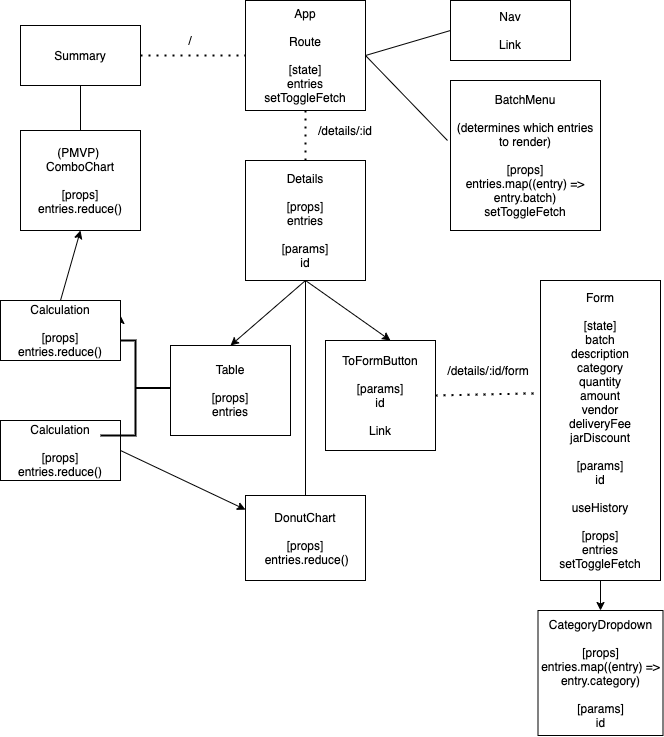 App
Route
[state]
entries
setToggleFetch
Nav
Link
Summary
/
BatchMenu
(determines which entries
to render)
[props]
entries.map((entry) =>
entry.batch)
setToggleFetch
/details/:id
(PMVP)
ComboChart
[props]
entries.reduce()
Details
[props]
entries
[params]
id
Calculation
[props]
entries.reduce()
Table
[props]
entries
ToFormButton
[params]
id
Link
/details/:id/form
Form
[state]
batch
description
category
quantity
amount
vendor
deliveryFee
jarDiscount
[params]
id
useHistory
[props]
entries
setToggleFetch
Calculation
[props]
entries.reduce()
DonutChart
[props]
entries.reduce()
CategoryDropdown
[props]
entries.map((entry) =>
entry.category)
[params]
id